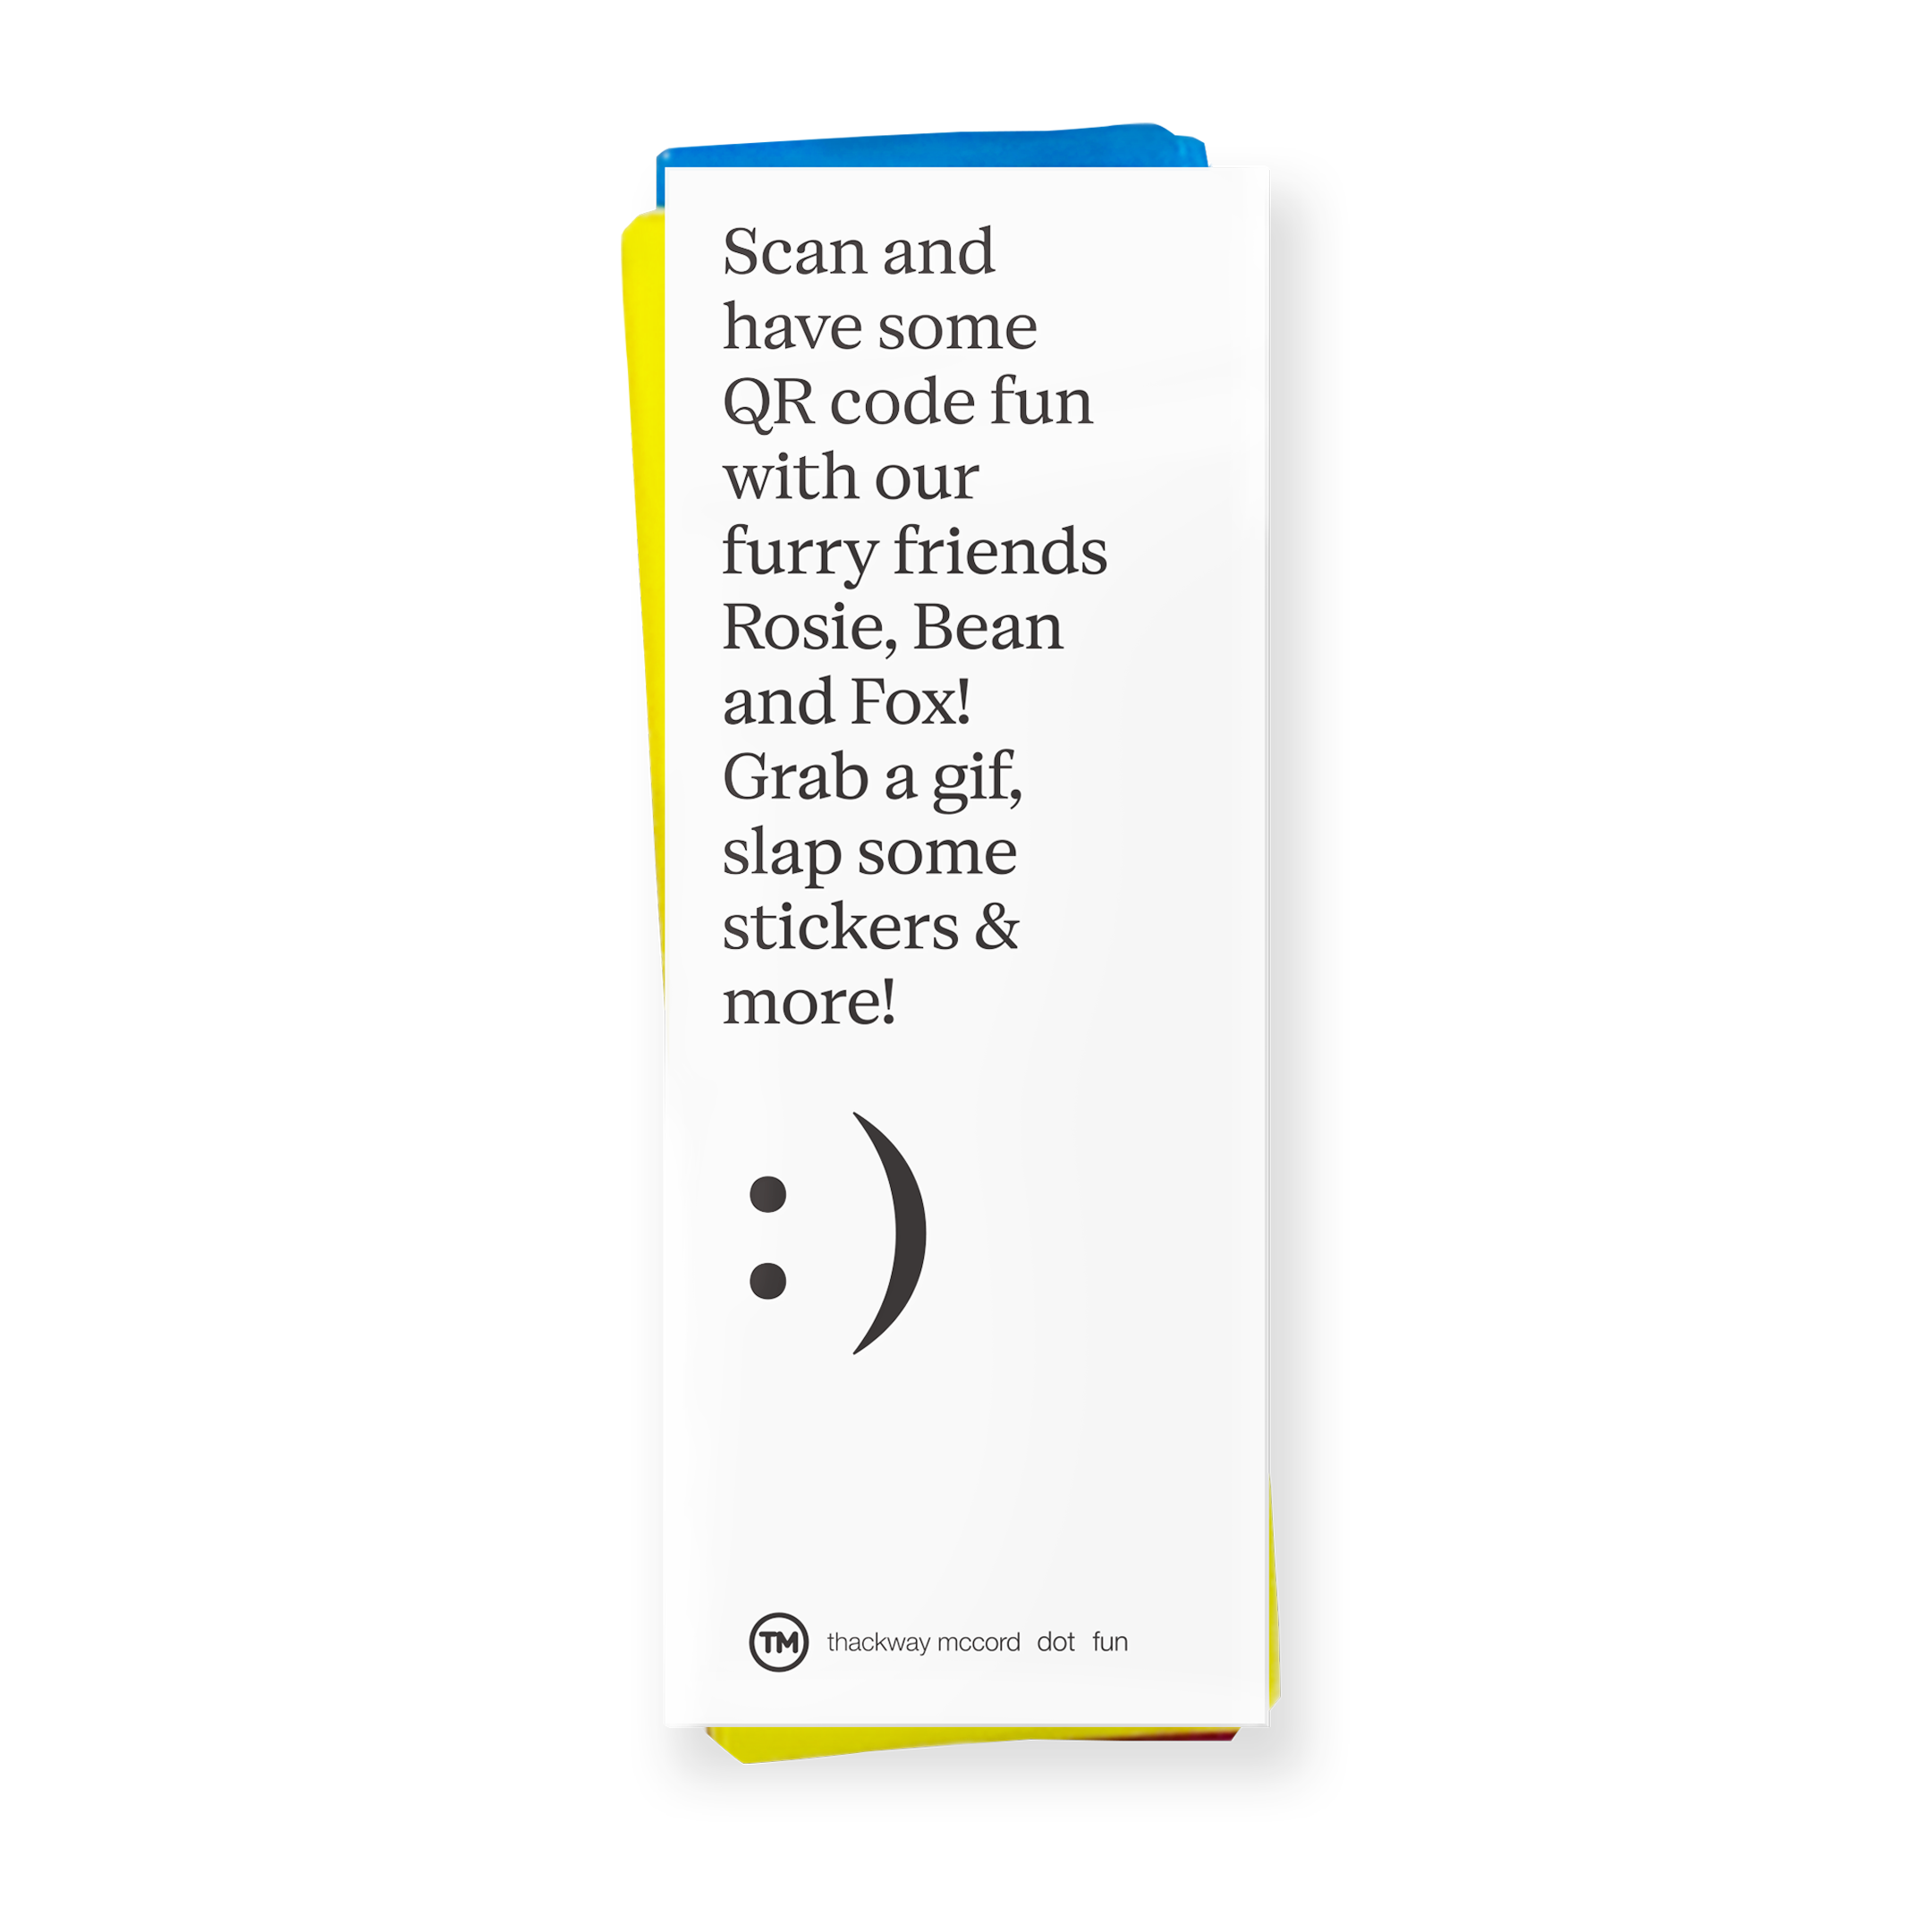 Scan and
have some
QR code fun
with our
furry friends
Rosie, Bean
and Fox!
Grab a gif,
slap some
stickers &
more!
:)
TM thackway mccord dot fun